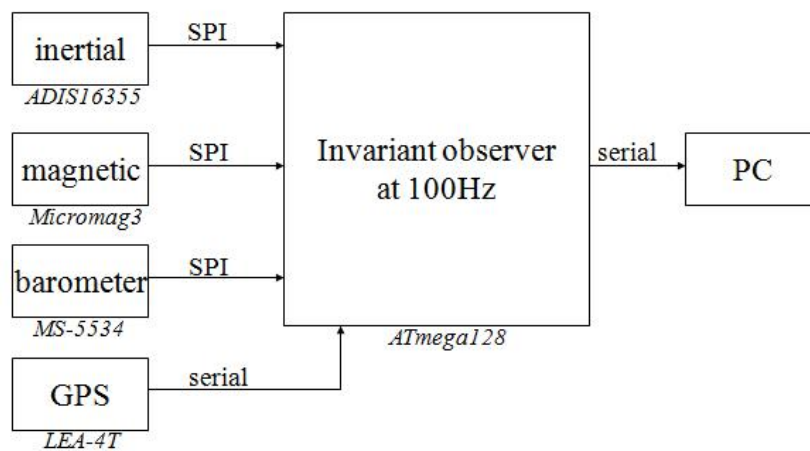 inertial
SPI
ADIS16355
magnetic
SPI
Micromag3
barometer
SPI
MS-5534
GPS
serial
LEA-4T
Invariant observer
at 100Hz
ATmega128
serial
PC